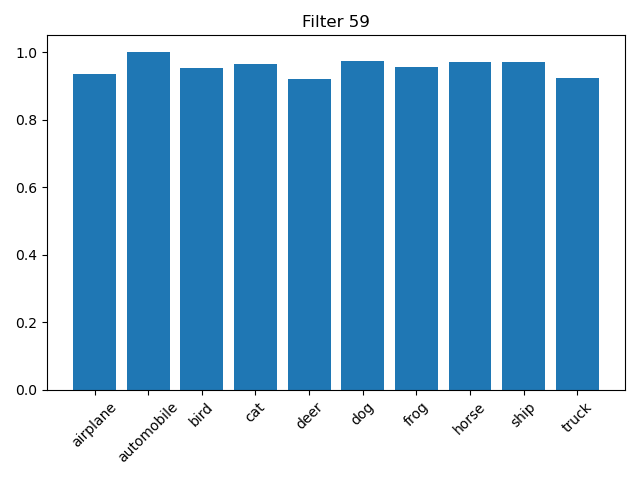 Filter 59
1.0
0.8
0.6
0.4
0.2
0.0
airplane
automobile
bird
cat
deer
dog
frog
horse
ship
truck